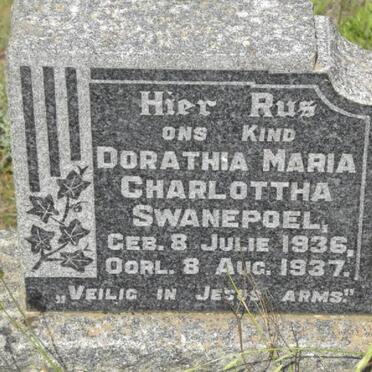 Hier Rus
ONS KIND
DORATHIA MARIA
CHARLOTTHA
SWANEPOEL,
GEB. 8 JULIE 1936,
OORL. 8 AUG. 1937.
„VEILIG IN JESUS ARMS."